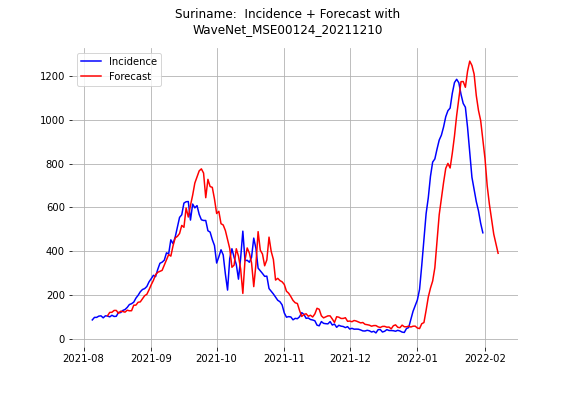 Suriname:  Incidence + Forecast with
WaveNet_MSE00124_20211210
Incidence
Forecast
1200
1000
800
600
400
200
0
2021-08 2021-09 2021-10 2021-11 2021-12 2022-01 2022-02